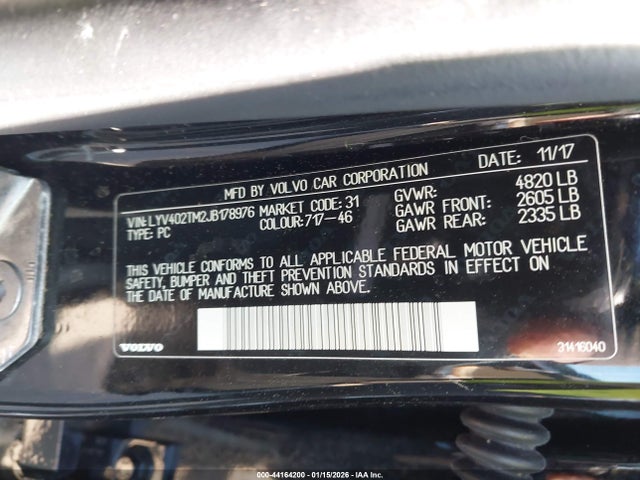 MFD BY VOLVO CAR CORPORATION DATE: 11/17
VIN:LYV402TM2JB178976 MARKET CODE: 31 GVWR: 4820 LB
TYPE: PC COLOUR:717-46 GAWR FRONT: 2605 LB
GAWR REAR: 2335 LB
THIS VEHICLE CONFORMS TO ALL APPLICABLE FEDERAL MOTOR VEHICLE
SAFETY, BUMPER AND THEFT PREVENTION STANDARDS IN EFFECT ON
THE DATE OF MANUFACTURE SHOWN ABOVE.
VOLVO 31416040
000-44164200 - 01/15/2026 - IAA Inc.